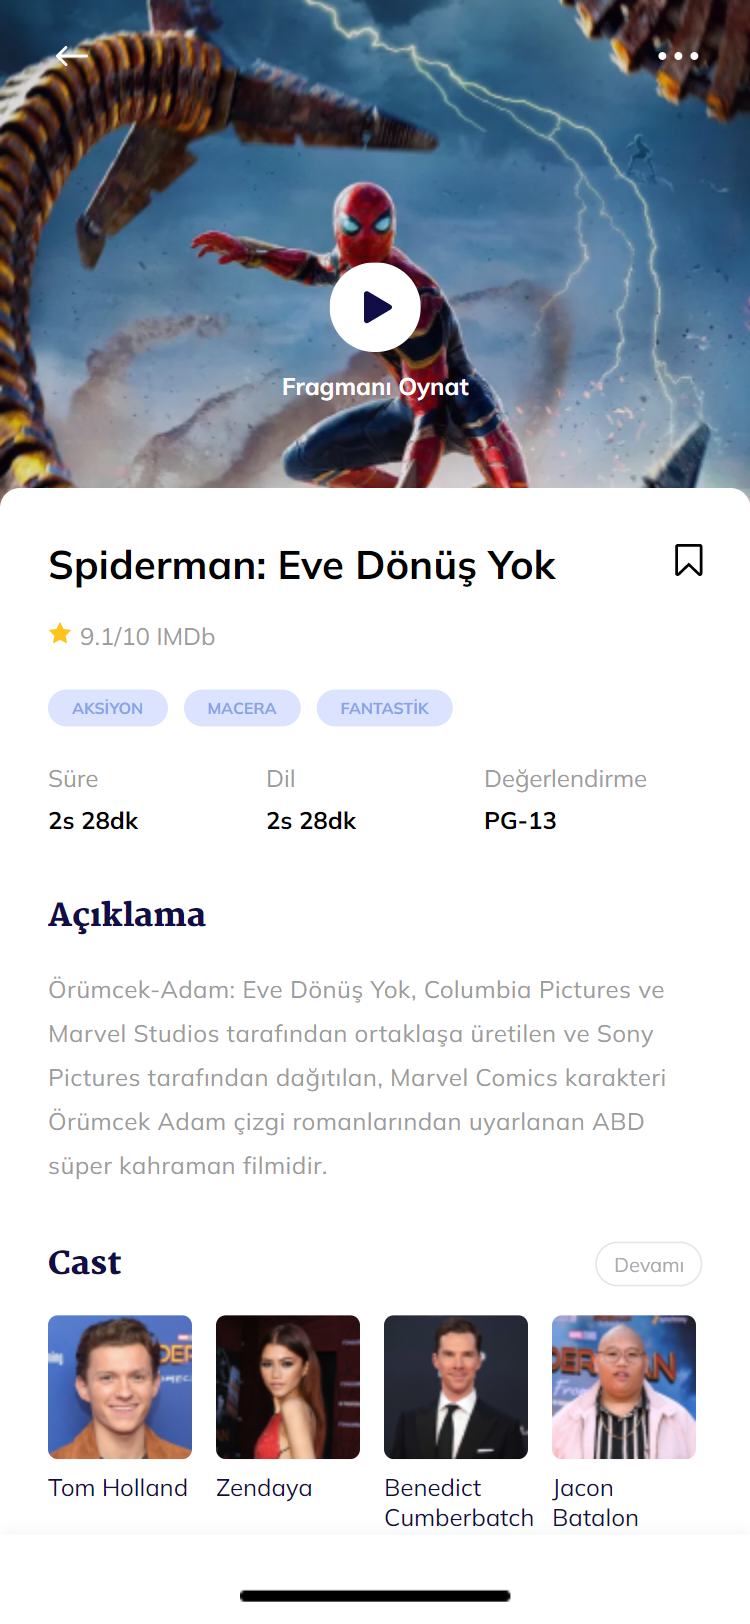 Fragmanı Oynat
Spiderman: Eve Dönüş Yok
9.1/10 IMDb
AKSİYON MACERA FANTASTİK
Süre Dil Değerlendirme
2s 28dk 2s 28dk PG-13
Açıklama
Örümcek-Adam: Eve Dönüş Yok, Columbia Pictures ve
Marvel Studios tarafından ortaklaşa üretilen ve Sony
Pictures tarafından dağıtılan, Marvel Comics karakteri
Örümcek Adam çizgi romanlarından uyarlanan ABD
süper kahraman filmidir.
Cast Devamı
Tom Holland Zendaya Benedict Jacon
Cumberbatch Batalon